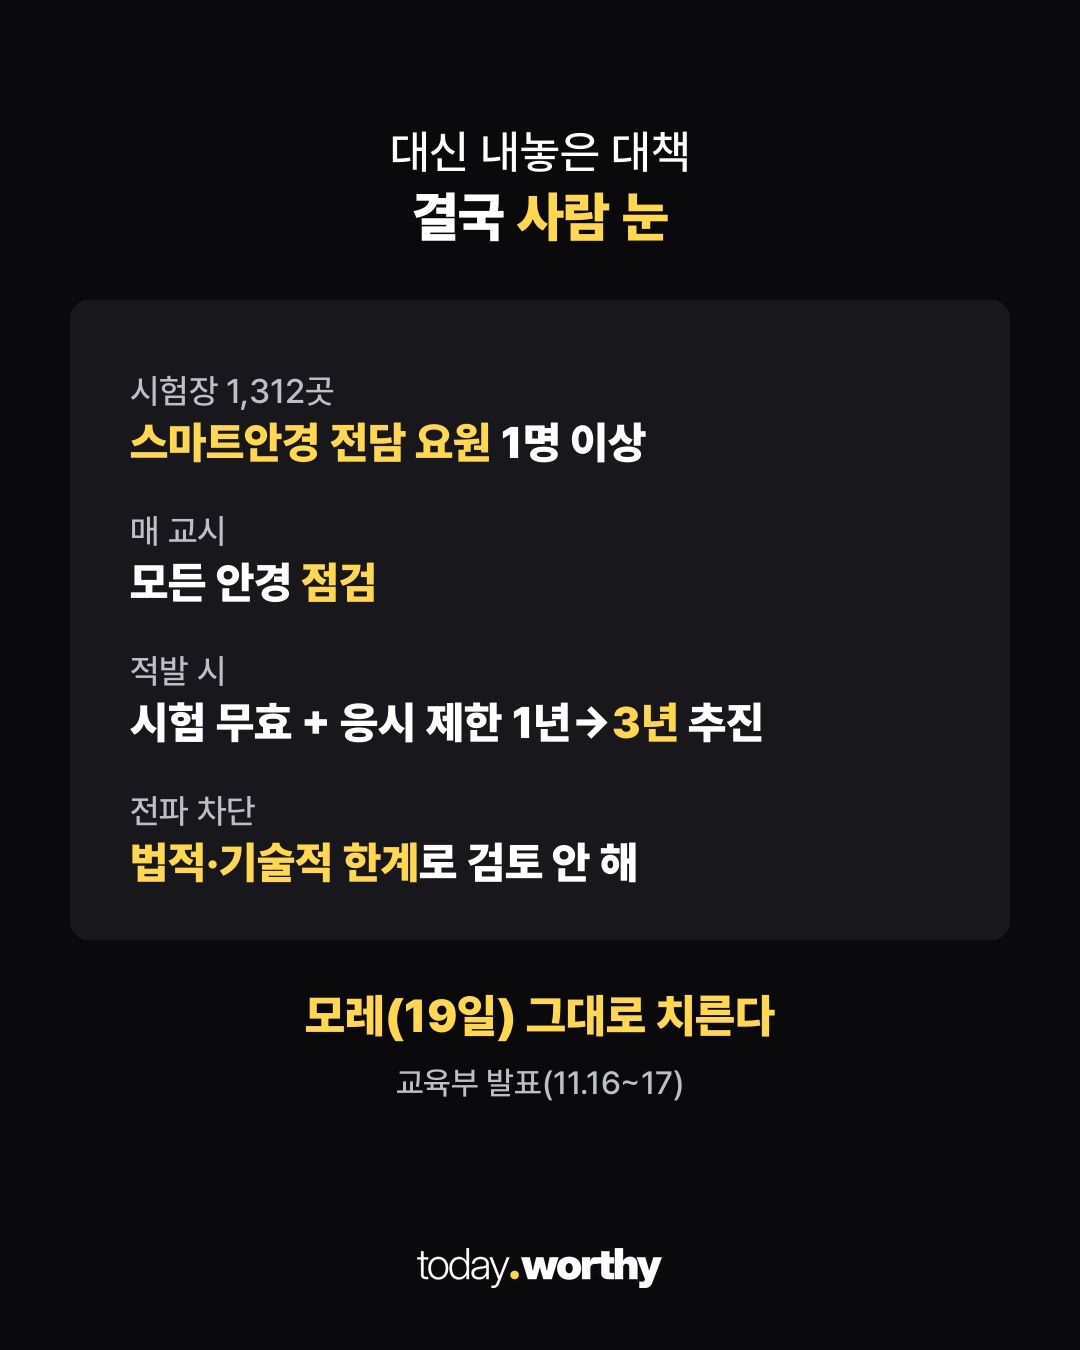 대신 내놓은 대책
결국 사람 눈
시험장 1,312곳
스마트안경 전담 요원 1명 이상
매 교시
모든 안경 점검
적발 시
시험 무효 + 응시 제한 1년→3년 추진
전파 차단
법적·기술적 한계로 검토 안 해
모레(19일) 그대로 치른다
교육부 발표(11.16~17)
today.worthy